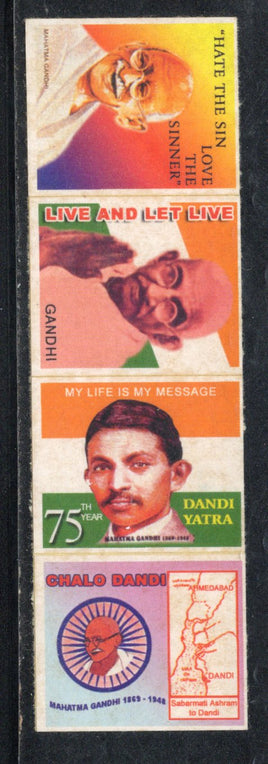 "HATE THE SIN
LOVE
THE
SINNER"
MAHATMA GANDHI
LIVE AND LET LIVE
GANDHI
MY LIFE IS MY MESSAGE
75TH
YEAR
DANDI
YATRA
MAHATMA GANDHI 1869-1948
CHALO DANDI
AHMEDABAD
DANDI
MAHATMA GANDHI 1869 - 1948
Sabarmati Ashram
to Dandi